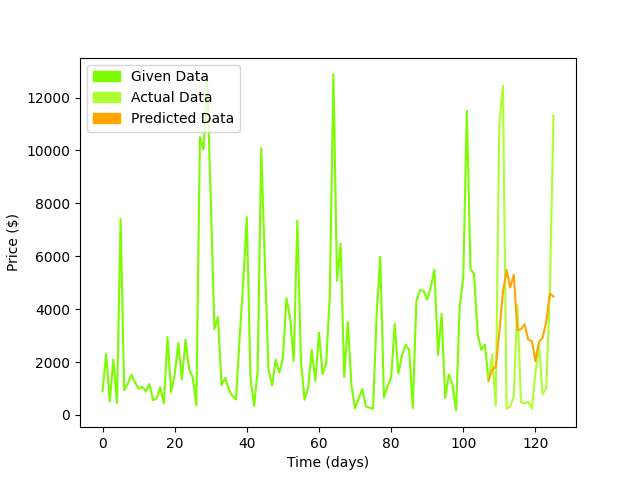 Given Data
Actual Data
Predicted Data
Price ($)
12000
10000
8000
6000
4000
2000
0
0 20 40 60 80 100 120
Time (days)